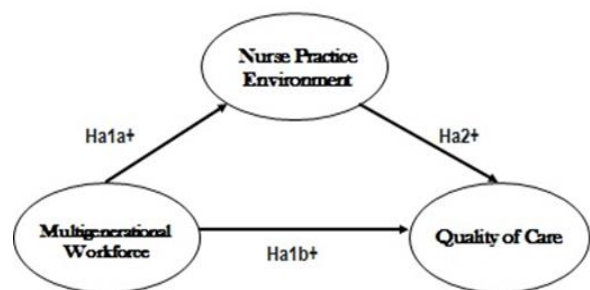 Nurse Practice
Environment
Ha1a+
Ha2+
Multigenerational
Workforce
Ha1b+
Quality of Care